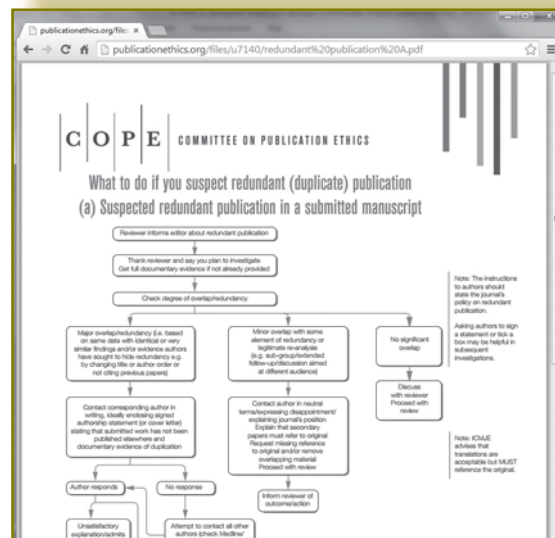 publicationethics.org/file
publicationethics.org/files/u7140/redundant%20publication%20A.pdf
C O P E COMMITTEE ON PUBLICATION ETHICS
What to do if you suspect redundant (duplicate) publication
(a) Suspected redundant publication in a submitted manuscript
Reviewer informs editor about redundant publication
Thank reviewer and say you plan to investigate
Get full documentary evidence if not already provided
Check degree of overlap/redundancy
Major overlap/redundancy (i.e. based
on same data with identical or very
similar findings and/or evidence authors
have sought to hide redundancy e.g.
by changing title or author order or
not citing previous papers)
Minor overlap with some
element of redundancy or
legitimate re-analysis
(e.g. sub-group/extended
follow-up/discussion aimed
at different audience)
No significant
overlap
Note: The instructions
to authors should
state the journal's
policy on redundant
publication.
Asking authors to sign
a statement or tick a
box may be helpful in
subsequent
investigations.
Contact corresponding author in
writing, ideally enclosing signed
authorship statement (or cover letter)
stating that submitted work has not been
published elsewhere and
documentary evidence of duplication
Contact author in neutral
terms/expressing disappointment/
explaining journal's position
Explain that secondary
papers must refer to original
Request missing reference
to original and/or remove
overlapping material
Proceed with review
Discuss
with reviewer
Proceed with
review
Note: ICMJE
advises that
translations are
acceptable but MUST
reference the original.
Author responds
No response
Inform reviewer of
outcome/action
Unsatisfactory
explanation/admits
Attempt to contact all other
authors (check Medline/